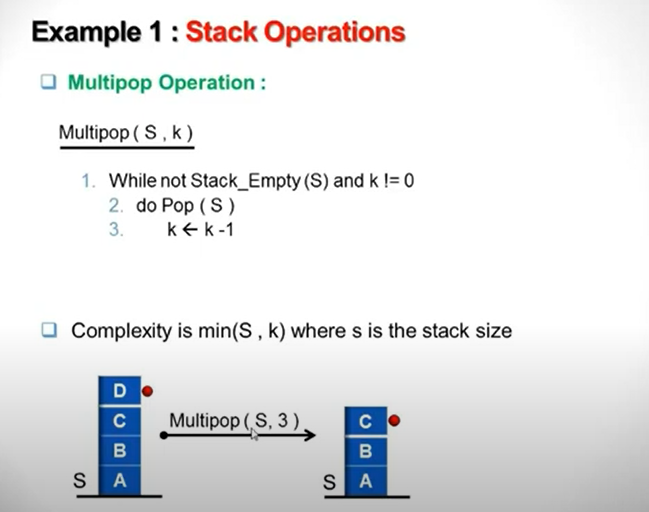 Example 1 : Stack Operations
Multipop Operation :
Multipop ( S , k )
1. While not Stack_Empty (S) and k != 0
2. do Pop ( S )
3. k ← k -1
Complexity is min(S , k) where s is the stack size
D
C
B
S A
Multipop ( S, 3 )
C
B
S A